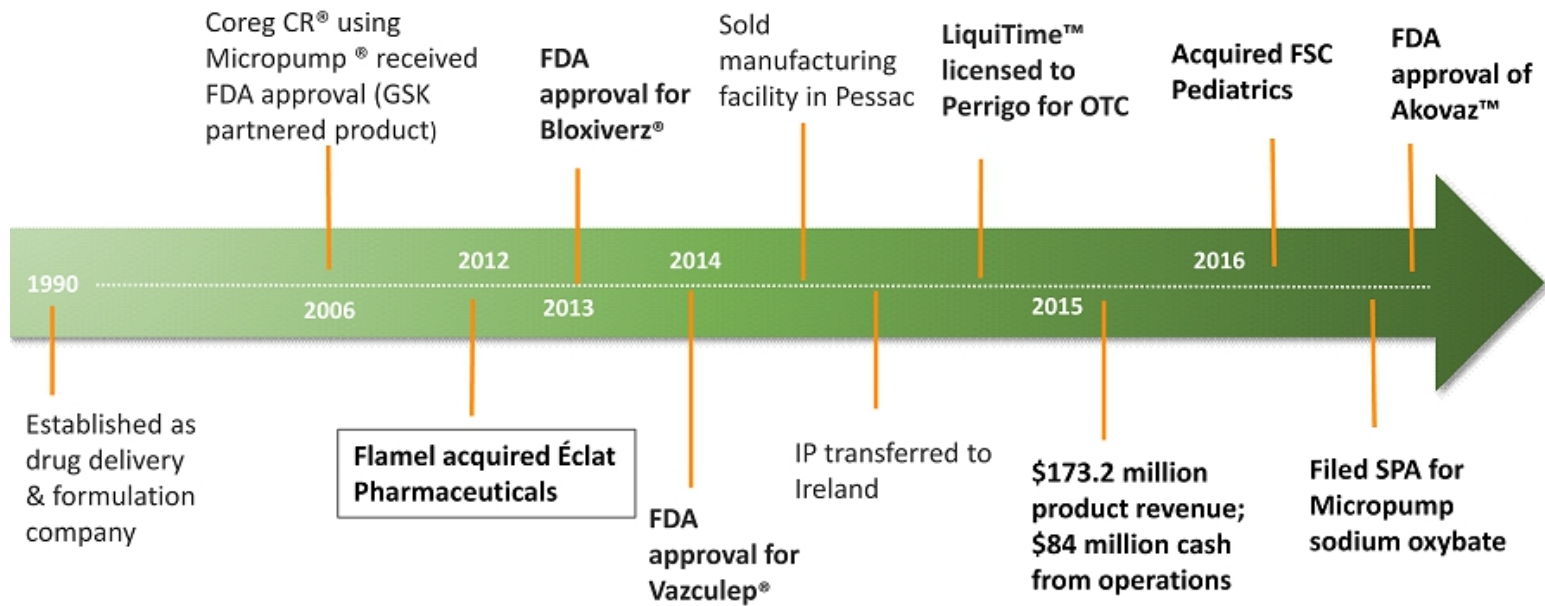 Coreg CR® using
Micropump ® received
FDA approval (GSK
partnered product)
FDA
approval for
Bloxiverz®
Sold
manufacturing
facility in Pessac
LiquiTime™
licensed to
Perrigo for OTC
Acquired FSC
Pediatrics
FDA
approval of
Akovaz™
1990
2006
2012
2013
2014
2015
2016
Established as
drug delivery
& formulation
company
Flamel acquired Éclat
Pharmaceuticals
FDA
approval for
Vazculep®
IP transferred to
Ireland
$173.2 million
product revenue;
$84 million cash
from operations
Filed SPA for
Micropump
sodium oxybate